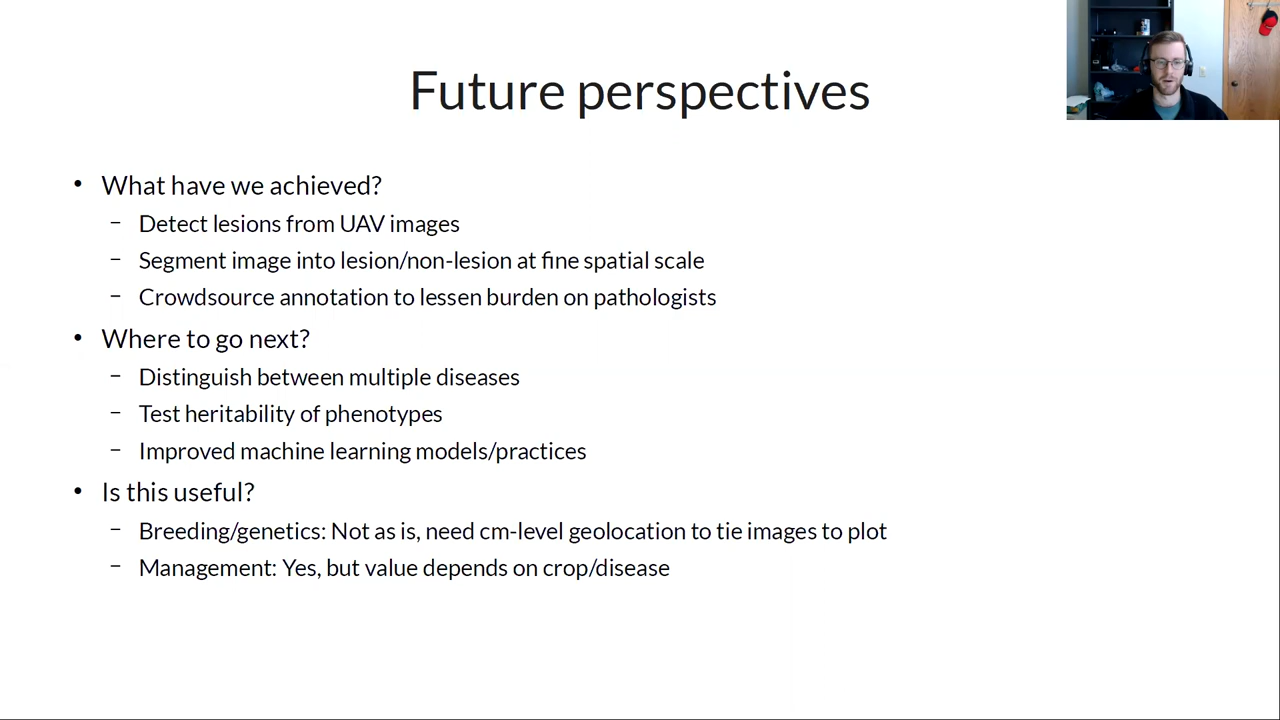 Future perspectives
• What have we achieved?
– Detect lesions from UAV images
– Segment image into lesion/non-lesion at fine spatial scale
– Crowdsource annotation to lessen burden on pathologists
• Where to go next?
– Distinguish between multiple diseases
– Test heritability of phenotypes
– Improved machine learning models/practices
• Is this useful?
– Breeding/genetics: Not as is, need cm-level geolocation to tie images to plot
– Management: Yes, but value depends on crop/disease